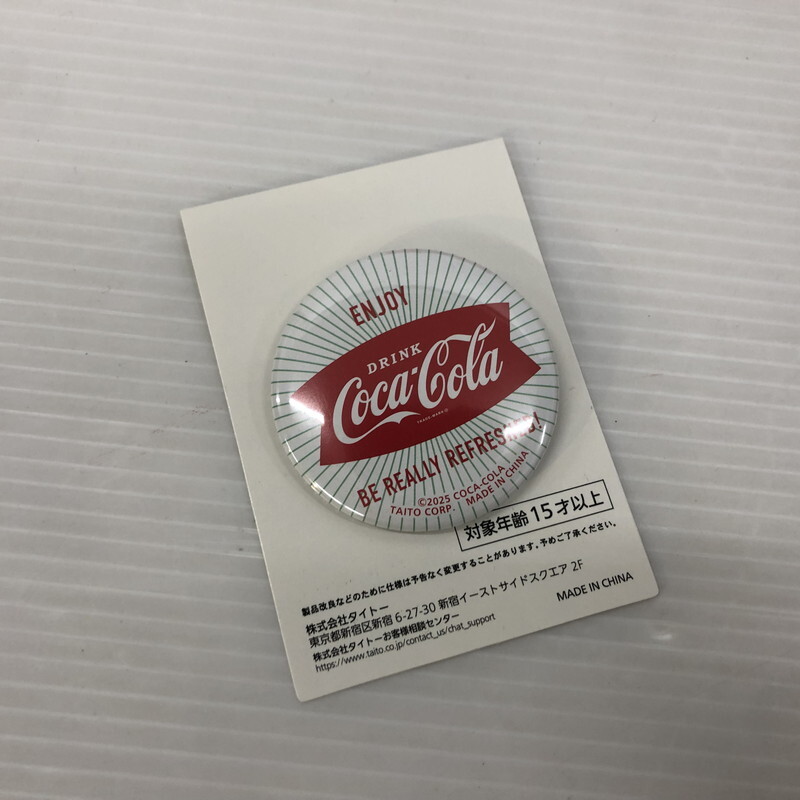 ENJOY
DRINK
Coca-Cola
TRADE-MARK ®
BE REALLY REFRESHED!
©2025 COCA-COLA
TAITO CORP. | MADE IN CHINA
対象年齢15才以上
製品改良などのために仕様は予告なく変更することがあります。予めご了承ください。
株式会社タイトー
東京都新宿区新宿 6-27-30 新宿イーストサイドスクエア 2F
株式会社タイトーお客様相談センター
https://www.taito.co.jp/contact_us/chat_support
MADE IN CHINA